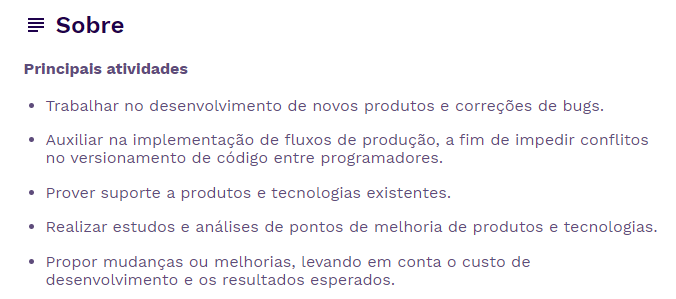 Sobre
Principais atividades
• Trabalhar no desenvolvimento de novos produtos e correções de bugs.
• Auxiliar na implementação de fluxos de produção, a fim de impedir conflitos
no versionamento de código entre programadores.
• Prover suporte a produtos e tecnologias existentes.
• Realizar estudos e análises de pontos de melhoria de produtos e tecnologias.
• Propor mudanças ou melhorias, levando em conta o custo de
desenvolvimento e os resultados esperados.